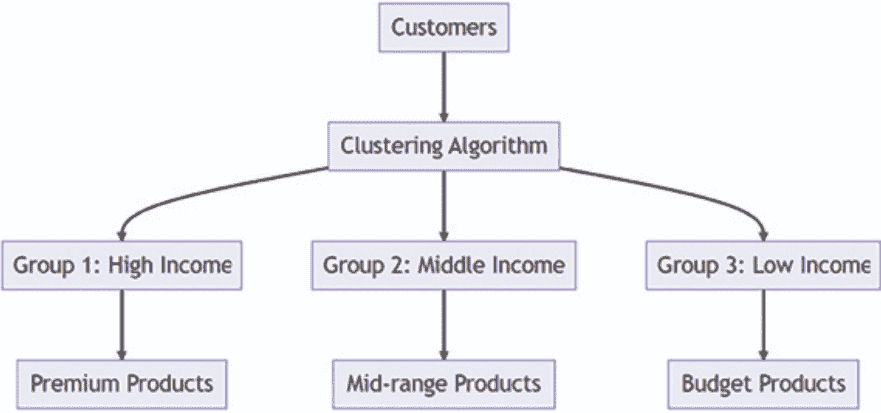 Customers
Clustering Algorithm
Group 1: High Income
Group 2: Middle Income
Group 3: Low Income
Premium Products
Mid-range Products
Budget Products